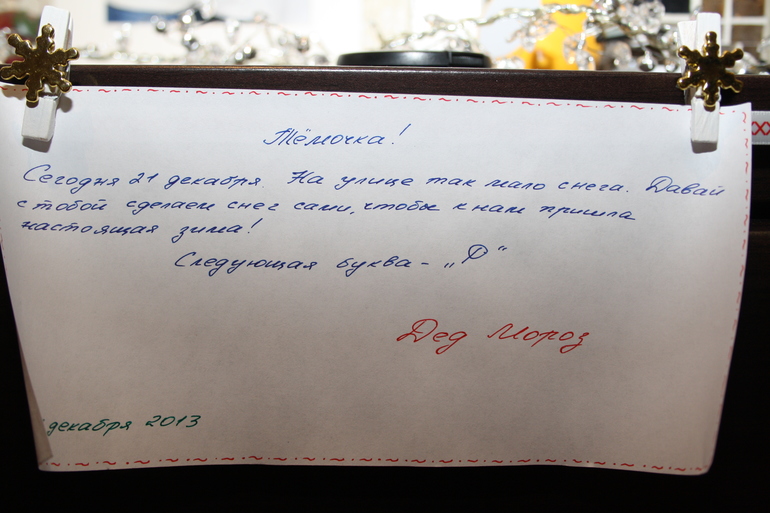 Тёмочка!
Сегодня 21 декабря. На улице так мало снега. Давай
с тобой сделаем снег сами, чтобы к нам пришла
настоящая зима!
Следующая буква - „Р“
Дед Мороз
декабря 2013